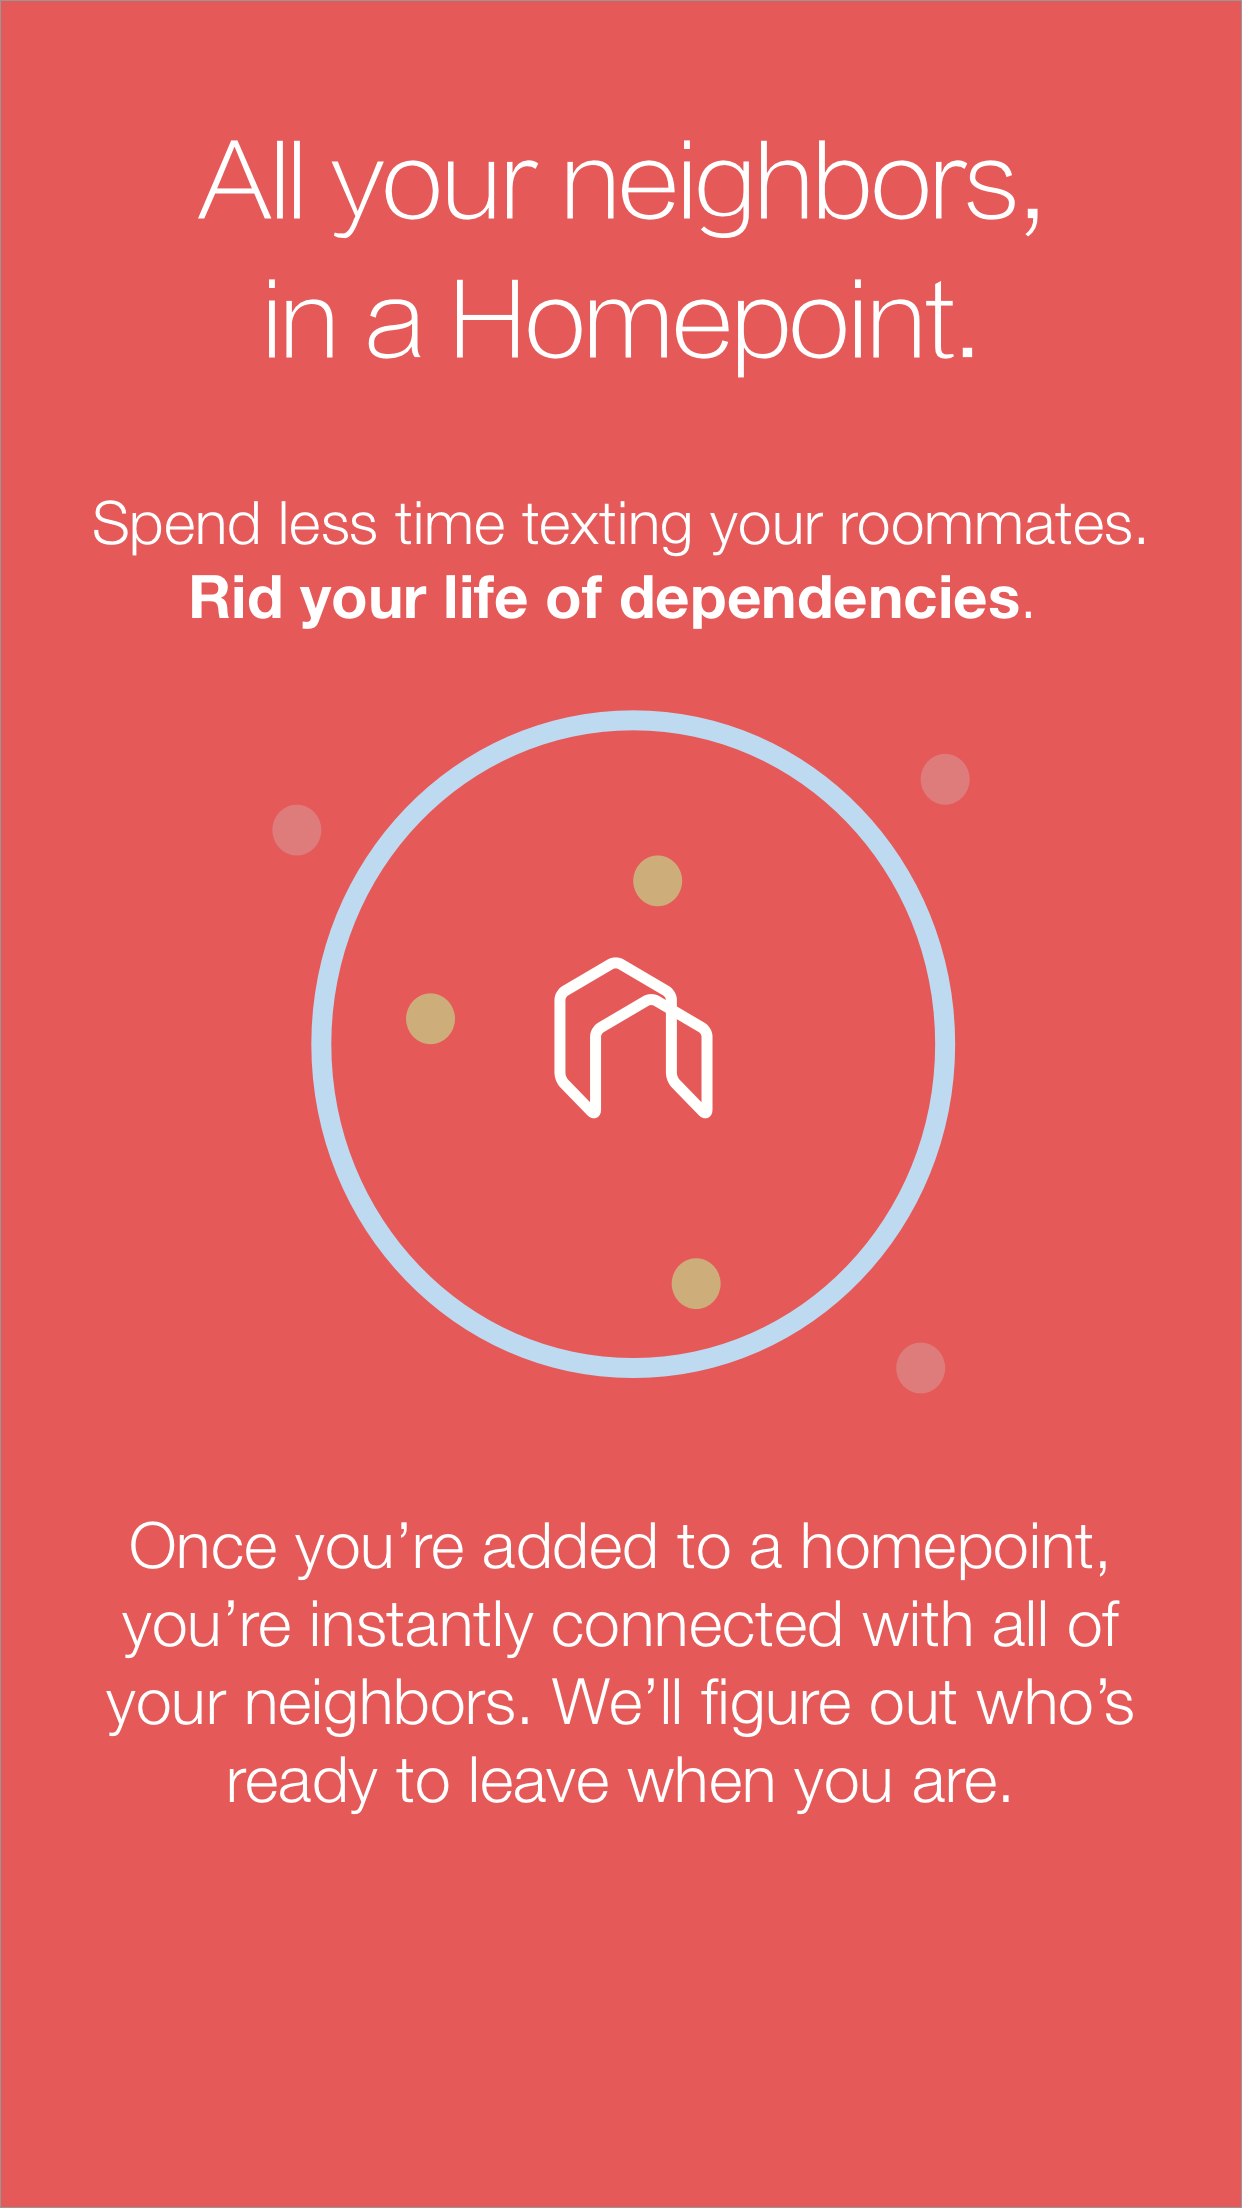 All your neighbors,
in a Homepoint.
Spend less time texting your roommates.
Rid your life of dependencies.
Once you’re added to a homepoint,
you’re instantly connected with all of
your neighbors. We’ll figure out who’s
ready to leave when you are.